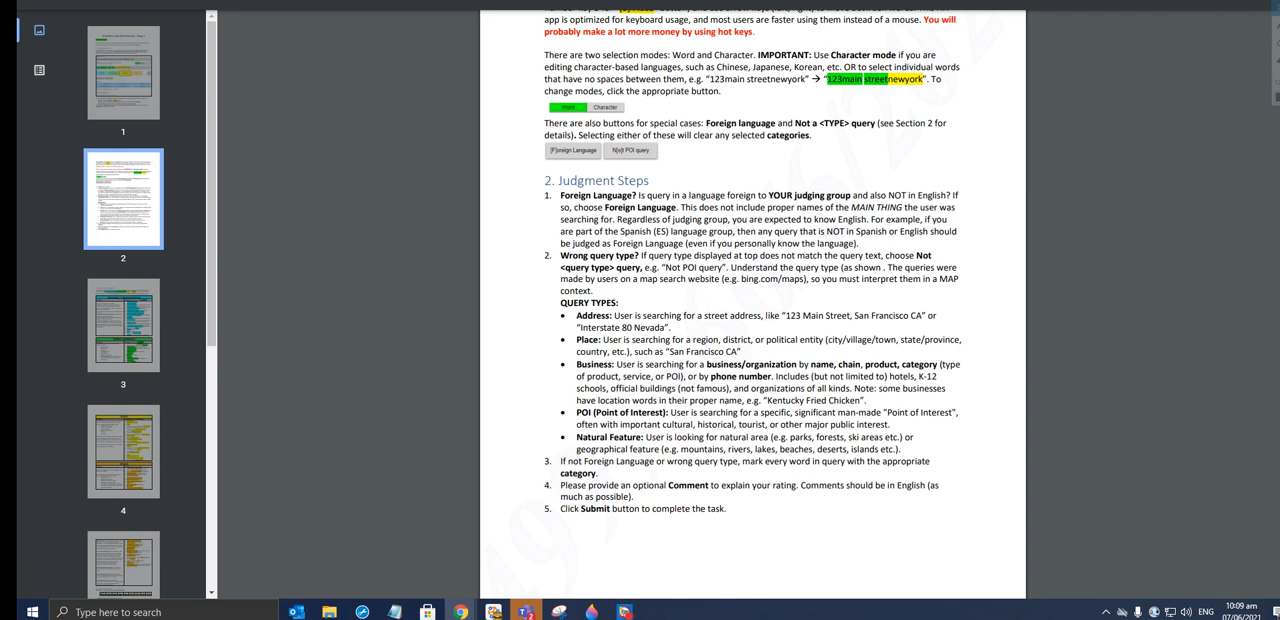 app is optimized for keyboard usage, and most users are faster using them instead of a mouse. You will
probably make a lot more money by using hot keys.
There are two selection modes: Word and Character. IMPORTANT: Use Character mode if you are
editing character-based languages, such as Chinese, Japanese, Korean, etc. OR to select individual words
that have no spaces between them, e.g. "123main streetnewyork" → "123main streetnewyork". To
change modes, click the appropriate button.
Word Character
There are also buttons for special cases: Foreign language and Not a <TYPE> query (see Section 2 for
details). Selecting either of these will clear any selected categories.
[F]oreign Language N[o]t POI query
2. Judgment Steps
1. Foreign Language? Is query in a language foreign to YOUR judging group and also NOT in English? If
so, choose Foreign Language. This does not include proper names of the MAIN THING the user was
searching for. Regardless of judging group, you are expected to know English. For example, if you
are part of the Spanish (ES) language group, then any query that is NOT in Spanish or English should
be judged as Foreign Language (even if you personally know the language).
2. Wrong query type? If query type displayed at top does not match the query text, choose Not
<query type> query, e.g. "Not POI query". Understand the query type (as shown . The queries were
made by users on a map search website (e.g. bing.com/maps), so you must interpret them in a MAP
context.
QUERY TYPES:
• Address: User is searching for a street address, like "123 Main Street, San Francisco CA" or
"Interstate 80 Nevada".
• Place: User is searching for a region, district, or political entity (city/village/town, state/province,
country, etc.), such as "San Francisco CA"
• Business: User is searching for a business/organization by name, chain, product, category (type
of product, service, or POI), or by phone number. Includes (but not limited to) hotels, K-12
schools, official buildings (not famous), and organizations of all kinds. Note: some businesses
have location words in their proper name, e.g. "Kentucky Fried Chicken".
• POI (Point of Interest): User is searching for a specific, significant man-made "Point of Interest",
often with important cultural, historical, tourist, or other major public interest.
• Natural Feature: User is looking for natural area (e.g. parks, forests, ski areas etc.) or
geographical feature (e.g. mountains, rivers, lakes, beaches, deserts, islands etc.).
3. If not Foreign Language or wrong query type, mark every word in query with the appropriate
category.
4. Please provide an optional Comment to explain your rating. Comments should be in English (as
much as possible).
5. Click Submit button to complete the task.
1
2
3
4
Type here to search
ENG
10:09 am
07/06/2021